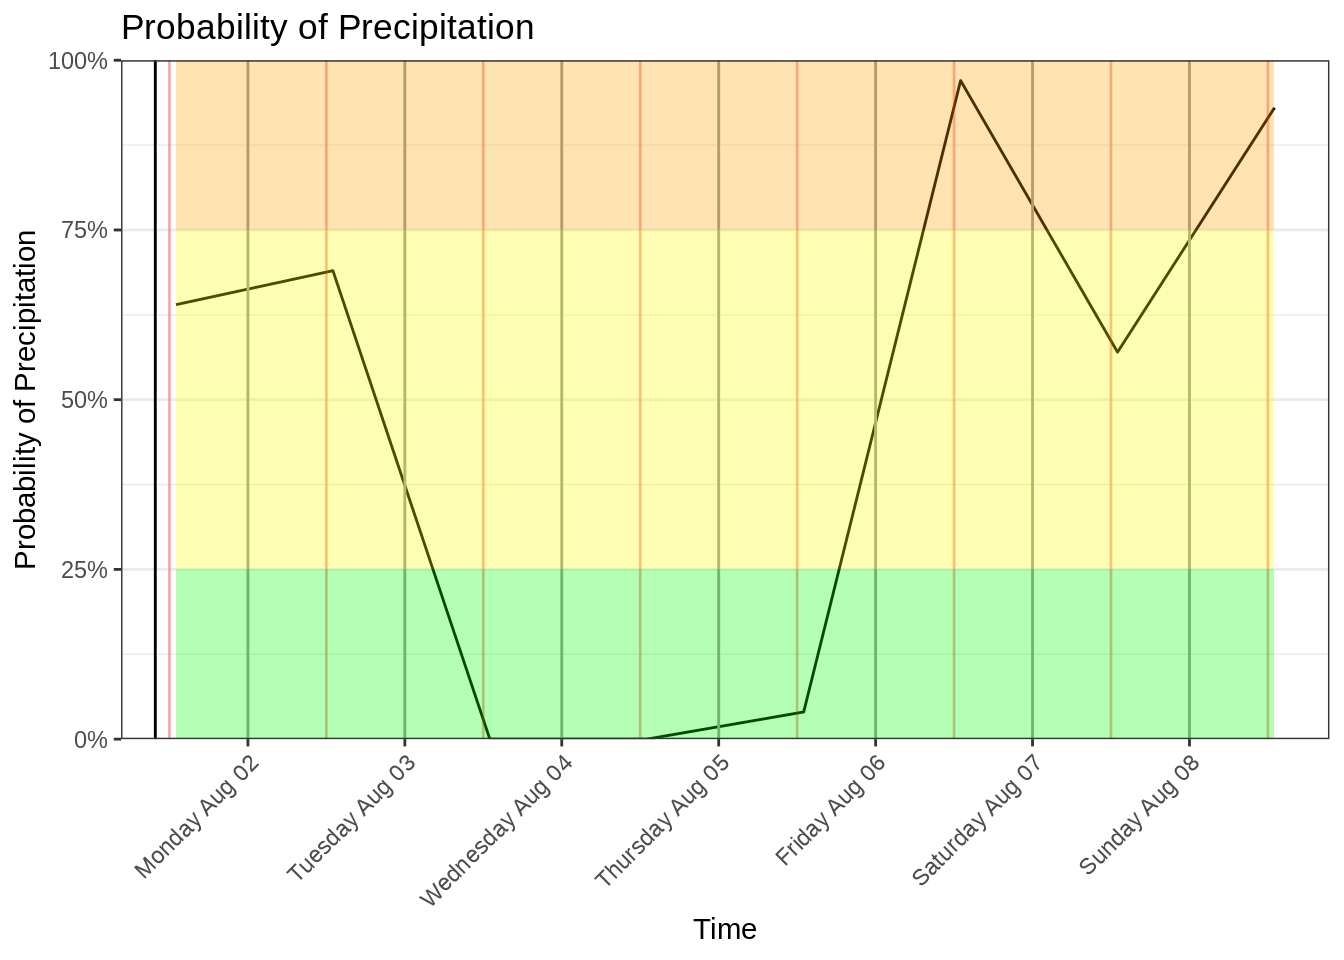 Probability of Precipitation
Probability of Precipitation
100%
75%
50%
25%
0%
Monday Aug 02
Tuesday Aug 03
Wednesday Aug 04
Thursday Aug 05
Friday Aug 06
Saturday Aug 07
Sunday Aug 08
Time